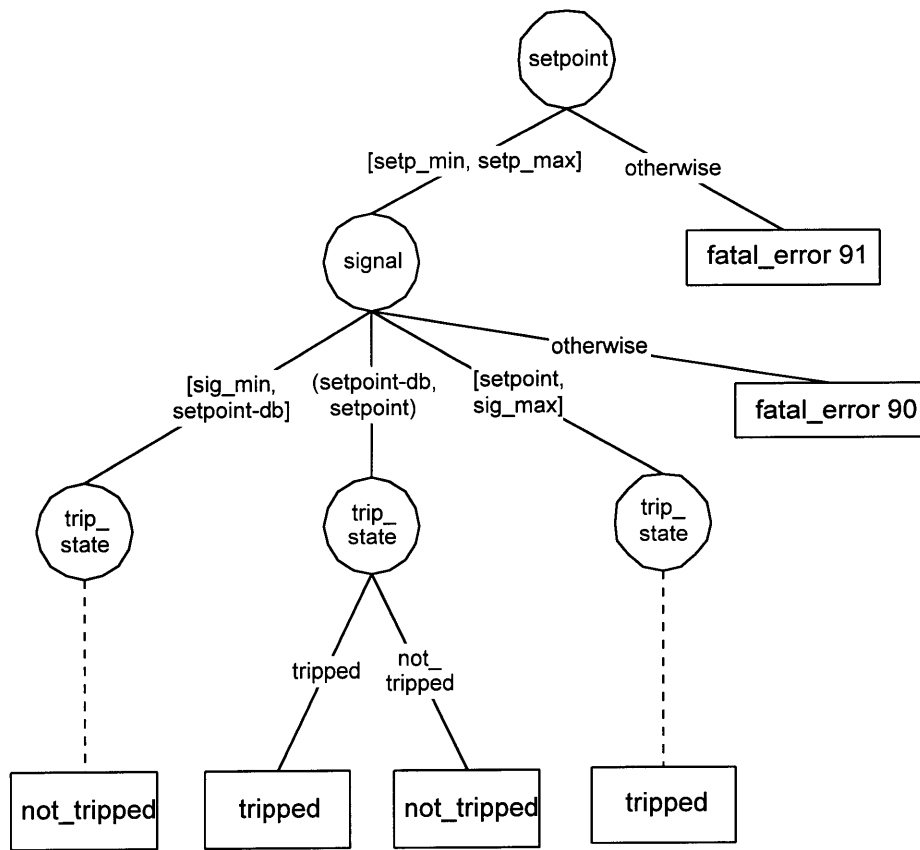 setpoint
[setp_min, setp_max]
otherwise
signal
fatal_error 91
otherwise
[sig_min,
setpoint-db]
(setpoint-db,
setpoint)
[setpoint,
sig_max]
fatal_error 90
trip_
state
trip_
state
trip_
state
tripped
not_
tripped
not_tripped
tripped
not_tripped
tripped